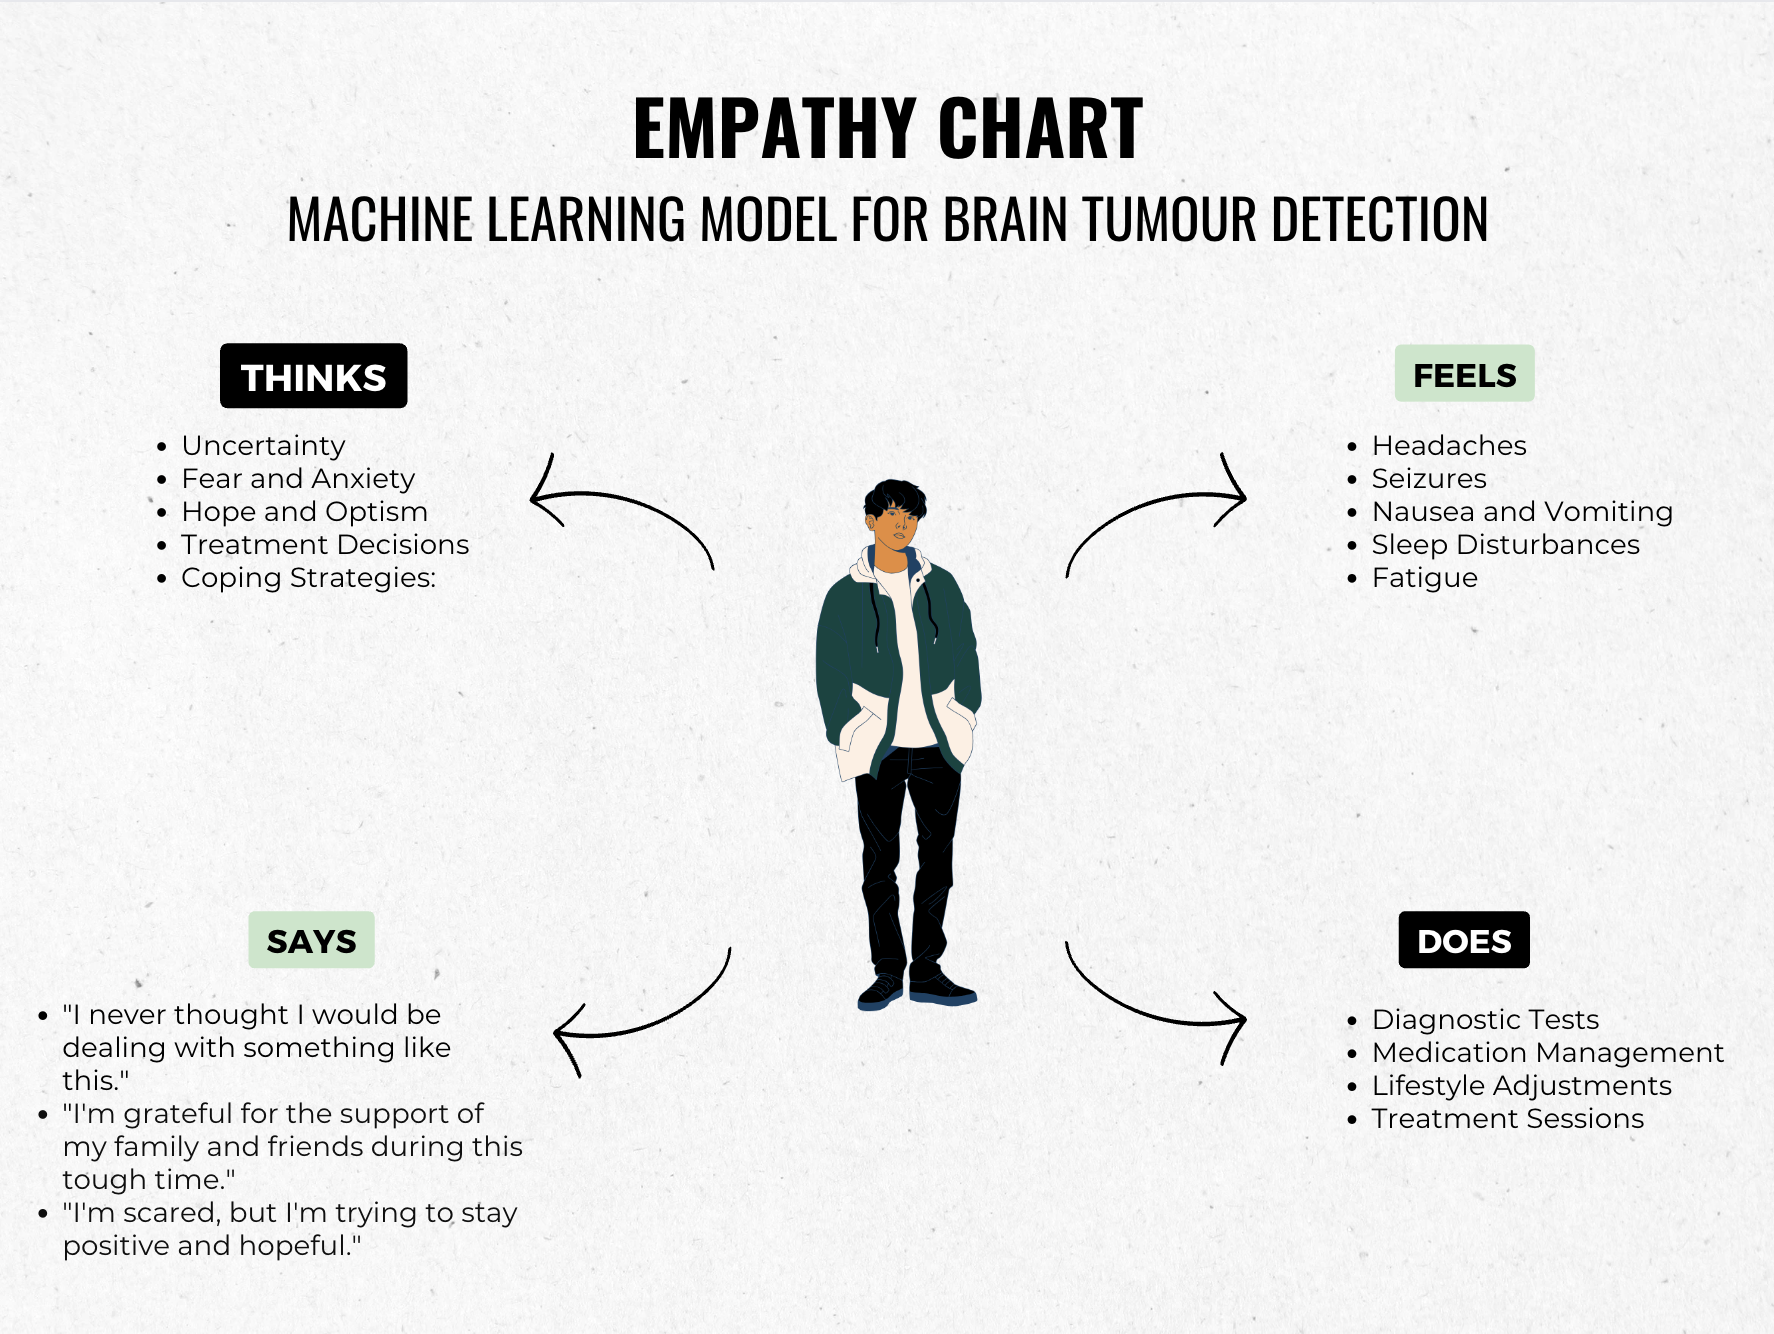 EMPATHY CHART
MACHINE LEARNING MODEL FOR BRAIN TUMOUR DETECTION
THINKS
• Uncertainty
• Fear and Anxiety
• Hope and Optism
• Treatment Decisions
• Coping Strategies:
FEELS
• Headaches
• Seizures
• Nausea and Vomiting
• Sleep Disturbances
• Fatigue
SAYS
• "I never thought I would be
dealing with something like
this."
• "I'm grateful for the support of
my family and friends during this
tough time."
• "I'm scared, but I'm trying to stay
positive and hopeful."
DOES
• Diagnostic Tests
• Medication Management
• Lifestyle Adjustments
• Treatment Sessions